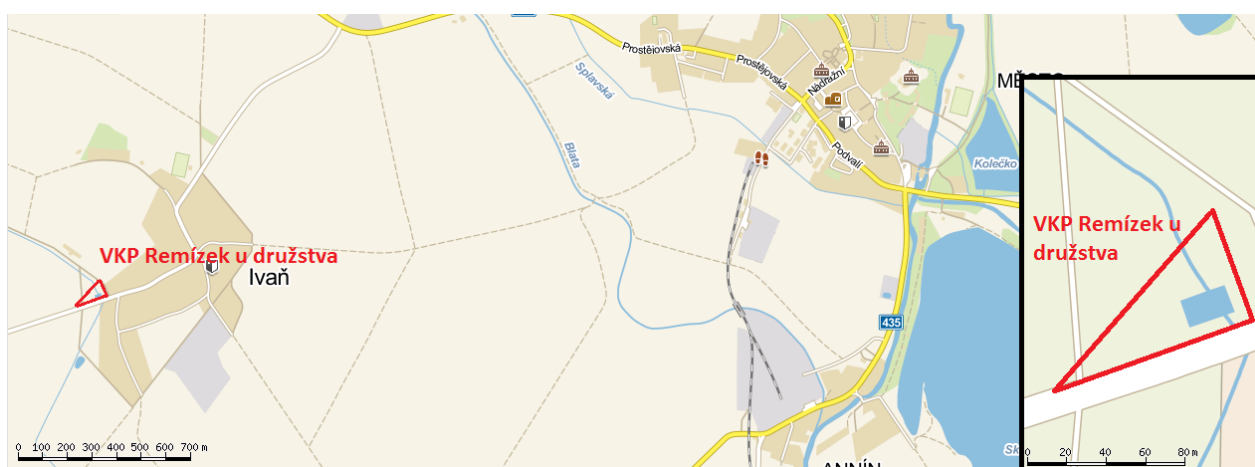 Prostějovská
Prostějovská
Nádražní
Splavská
Blata
Podvalí
Kolečko
MĚSTO
VKP Remízek u družstva
Ivaň
435
ANNÍN
0 100 200 300 400 500 600 700 m
VKP Remízek u
družstva
0 20 40 60 80 m